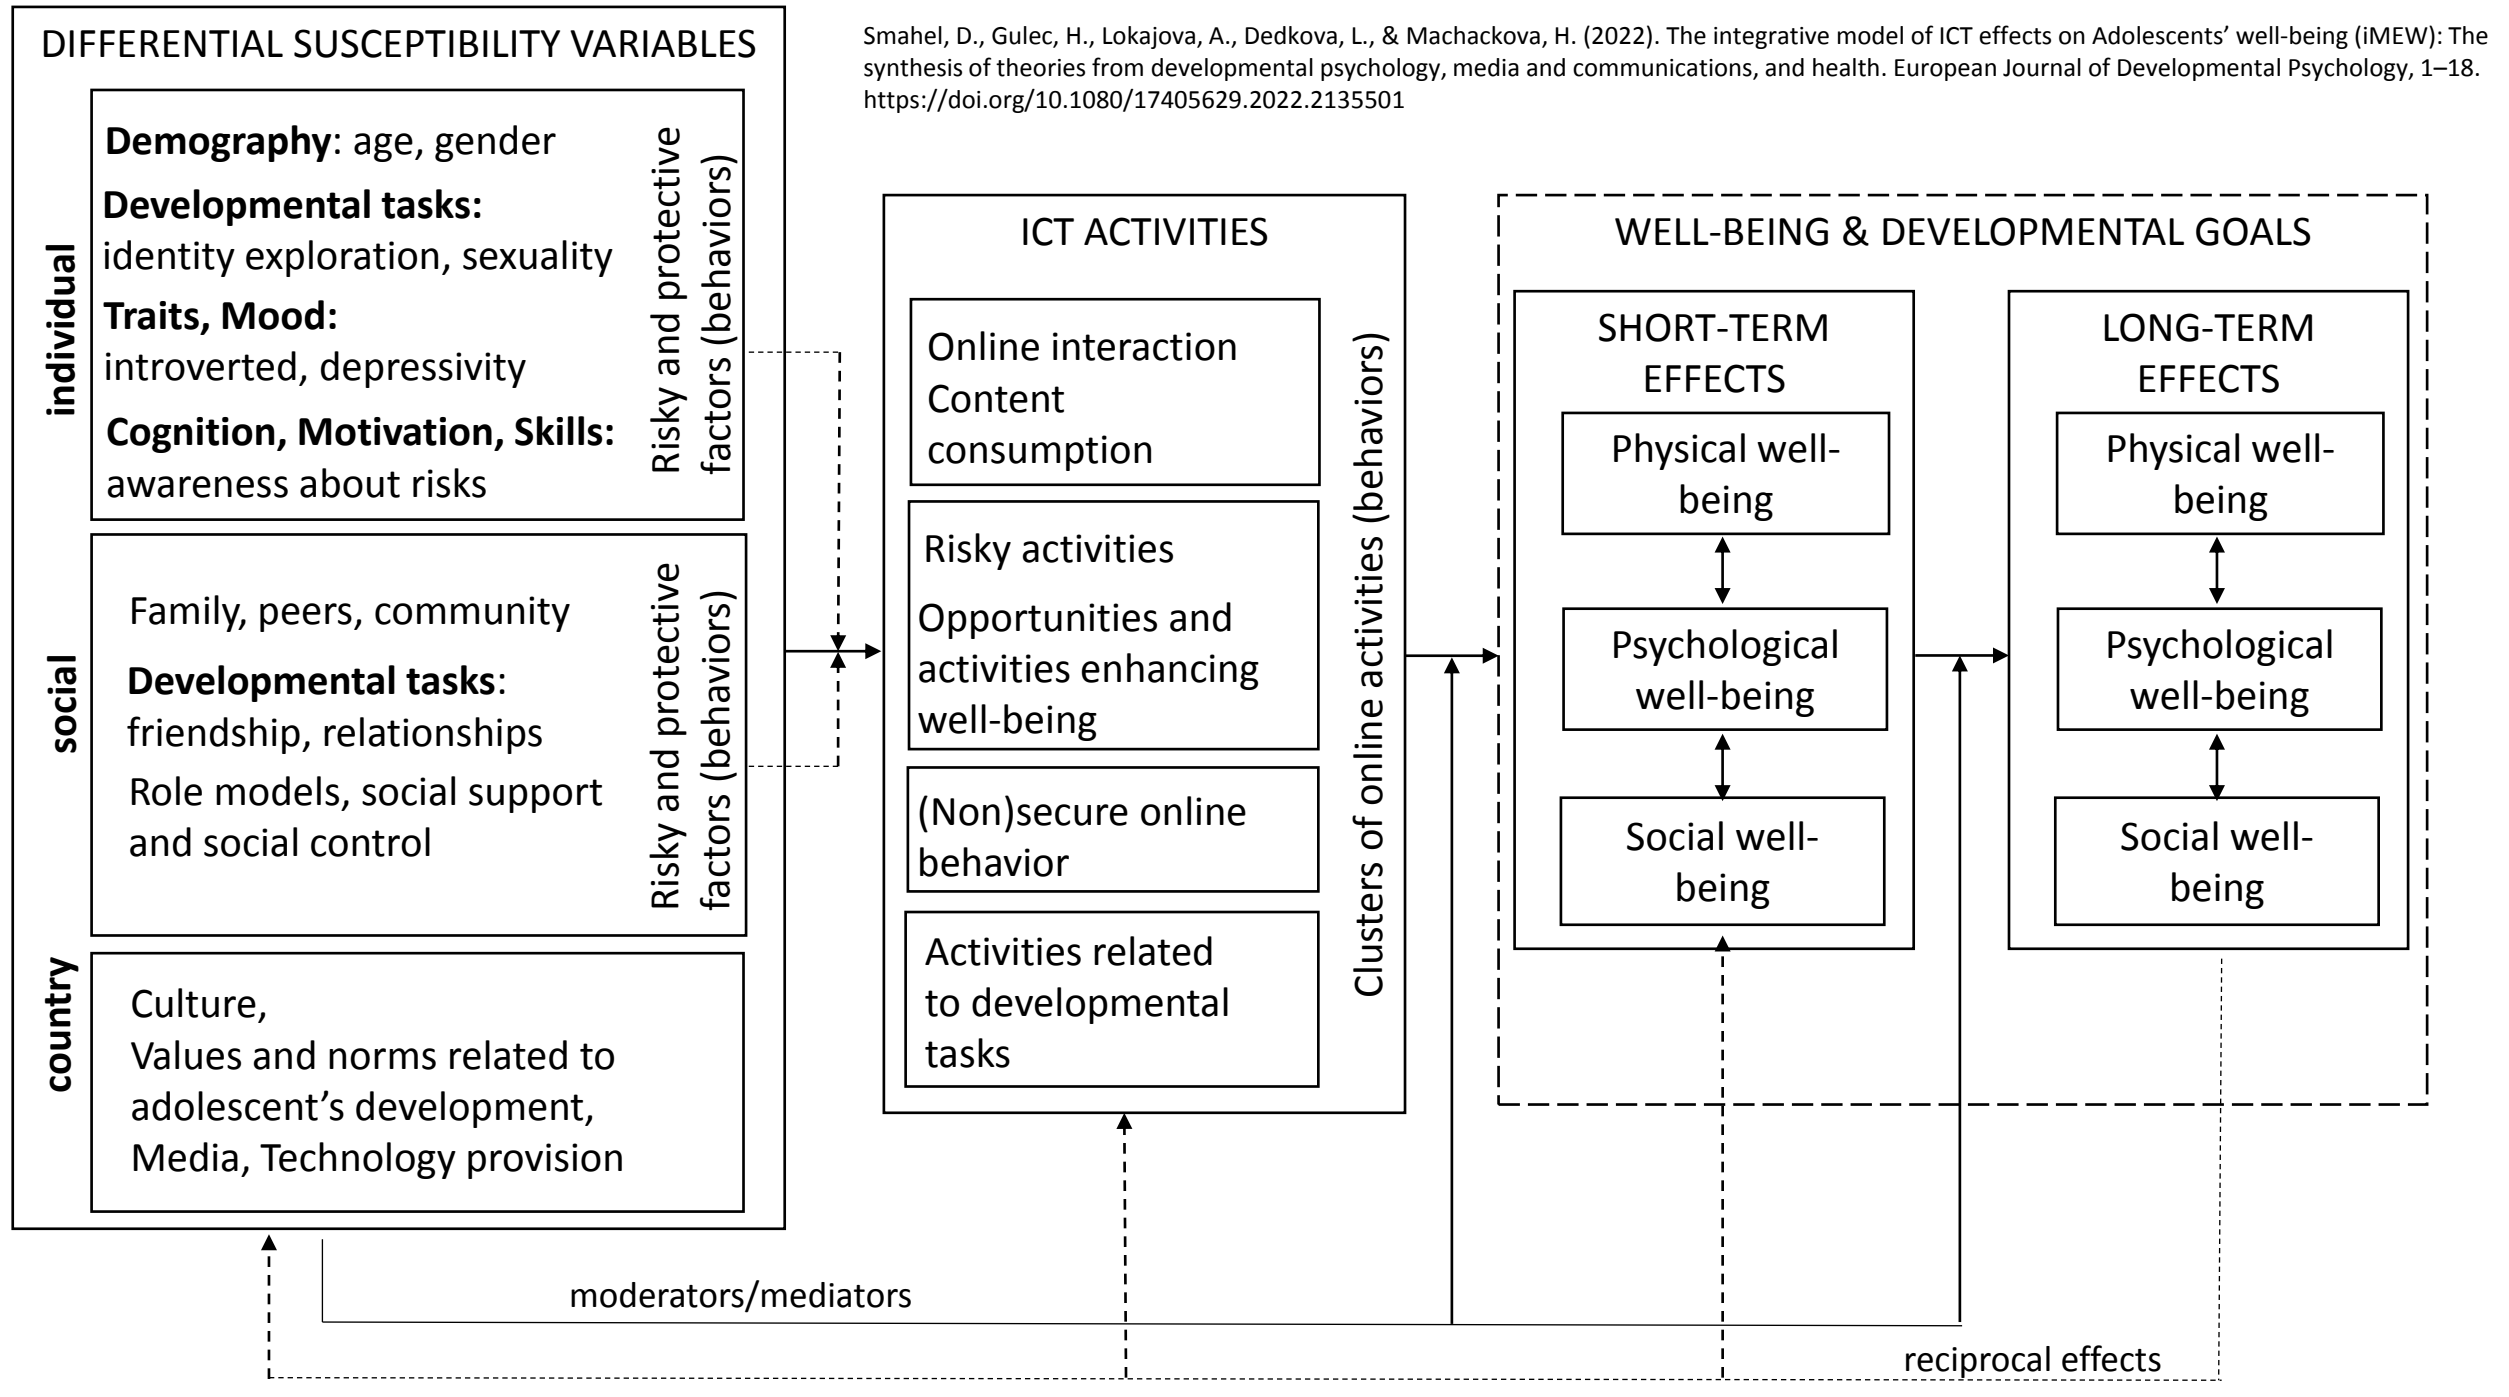 DIFFERENTIAL SUSCEPTIBILITY VARIABLES
individual
Demography: age, gender
Developmental tasks:
identity exploration, sexuality
Traits, Mood:
introverted, depressivity
Cognition, Motivation, Skills:
awareness about risks
Risky and protective
factors (behaviors)
social
Family, peers, community
Developmental tasks:
friendship, relationships
Role models, social support
and social control
Risky and protective
factors (behaviors)
country
Culture,
Values and norms related to
adolescent’s development,
Media, Technology provision
Smahel, D., Gulec, H., Lokajova, A., Dedkova, L., & Machackova, H. (2022). The integrative model of ICT effects on Adolescents’ well-being (iMEW): The
synthesis of theories from developmental psychology, media and communications, and health. European Journal of Developmental Psychology, 1–18.
https://doi.org/10.1080/17405629.2022.2135501
ICT ACTIVITIES
Online interaction
Content
consumption
Risky activities
Opportunities and
activities enhancing
well-being
(Non)secure online
behavior
Activities related
to developmental
tasks
Clusters of online activities (behaviors)
WELL-BEING & DEVELOPMENTAL GOALS
SHORT-TERM
EFFECTS
Physical well-
being
Psychological
well-being
Social well-
being
LONG-TERM
EFFECTS
Physical well-
being
Psychological
well-being
Social well-
being
moderators/mediators
reciprocal effects